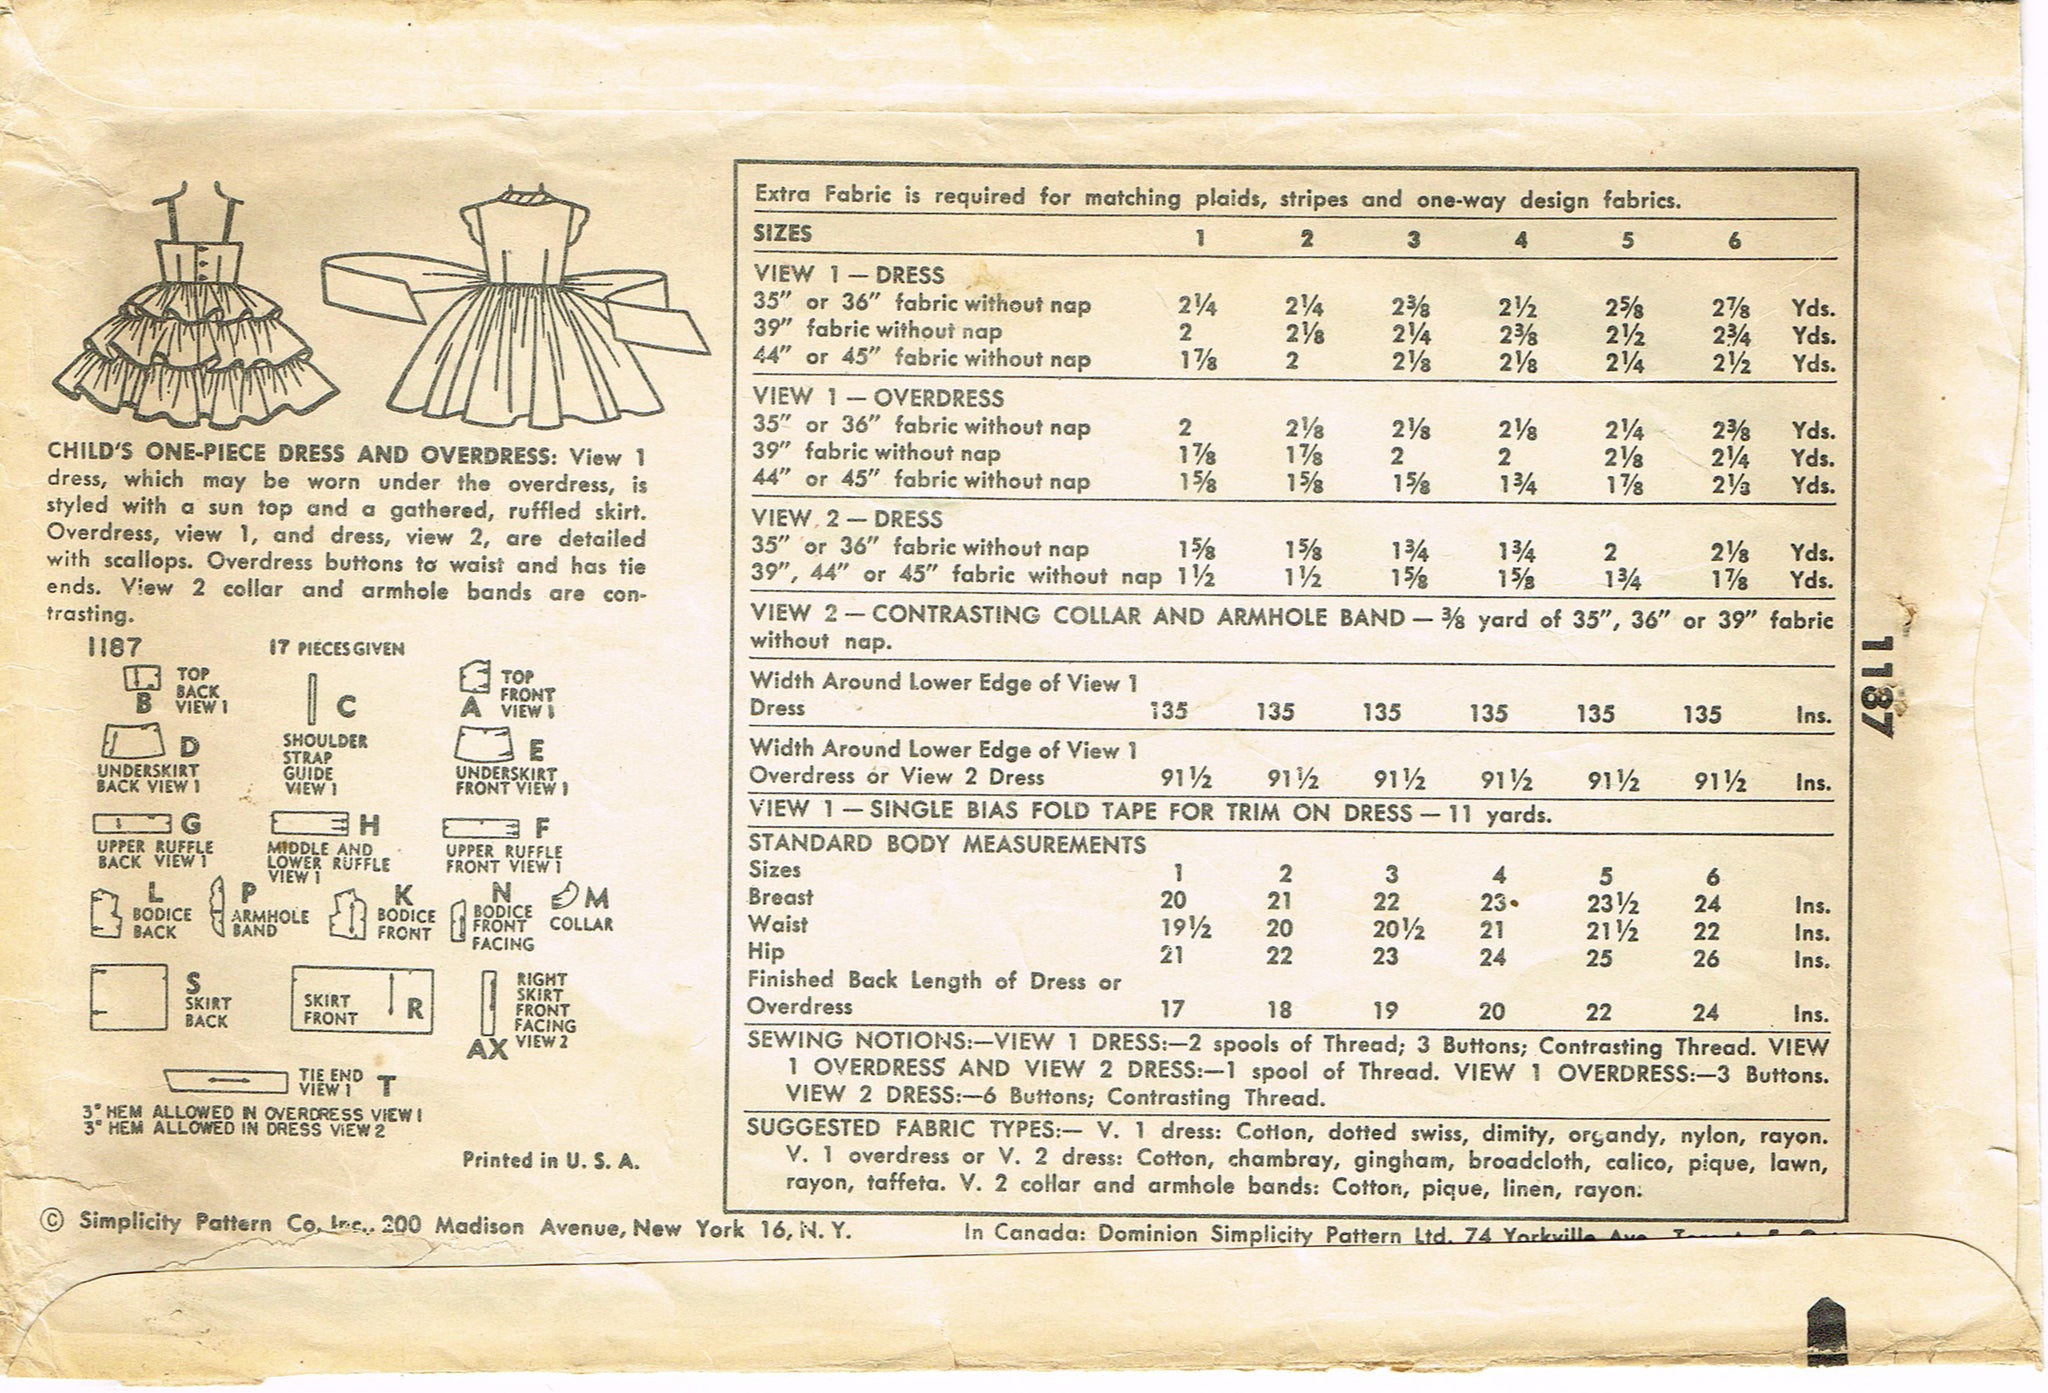 CHILD'S ONE-PIECE DRESS AND OVERDRESS: View 1
dress, which may be worn under the overdress, is
styled with a sun top and a gathered, ruffled skirt.
Overdress, view 1, and dress, view 2, are detailed
with scallops. Overdress buttons to waist and has tie
ends. View 2 collar and armhole bands are con-
trasting.
1187 17 PIECES GIVEN
B TOP BACK VIEW 1
C SHOULDER STRAP GUIDE VIEW 1
A TOP FRONT VIEW 1
D UNDERSKIRT BACK VIEW 1
E UNDERSKIRT FRONT VIEW 1
G UPPER RUFFLE BACK VIEW 1
H MIDDLE AND LOWER RUFFLE VIEW 1
F UPPER RUFFLE FRONT VIEW 1
L BODICE BACK
P ARMHOLE BAND
K BODICE FRONT
N BODICE FRONT FACING
M COLLAR
S SKIRT BACK
SKIRT FRONT R
AX RIGHT SKIRT FRONT FACING VIEW 2
TIE END VIEW 1 T
3" HEM ALLOWED IN OVERDRESS VIEW 1
3" HEM ALLOWED IN DRESS VIEW 2
Printed in U. S. A.
Extra Fabric is required for matching plaids, stripes and one-way design fabrics.
SIZES 1 2 3 4 5 6
VIEW 1 — DRESS
35" or 36" fabric without nap 2¼ 2¼ 2⅜ 2½ 2⅝ 2⅞ Yds.
39" fabric without nap 2 2⅛ 2¼ 2⅜ 2½ 2¾ Yds.
44" or 45" fabric without nap 1⅞ 2 2⅛ 2⅛ 2¼ 2½ Yds.
VIEW 1 — OVERDRESS
35" or 36" fabric without nap 2 2⅛ 2⅛ 2⅛ 2¼ 2⅜ Yds.
39" fabric without nap 1⅞ 1⅞ 2 2 2⅛ 2¼ Yds.
44" or 45" fabric without nap 1⅝ 1⅝ 1⅝ 1¾ 1⅞ 2⅓ Yds.
VIEW 2 — DRESS
35" or 36" fabric without nap 1⅝ 1⅝ 1¾ 1¾ 2 2⅛ Yds.
39", 44" or 45" fabric without nap 1½ 1½ 1⅝ 1⅝ 1¾ 1⅞ Yds.
VIEW 2 — CONTRASTING COLLAR AND ARMHOLE BAND — ⅜ yard of 35", 36" or 39" fabric
without nap.
Width Around Lower Edge of View 1
Dress 135 135 135 135 135 135 Ins.
Width Around Lower Edge of View 1
Overdress or View 2 Dress 91½ 91½ 91½ 91½ 91½ 91½ Ins.
VIEW 1 — SINGLE BIAS FOLD TAPE FOR TRIM ON DRESS — 11 yards.
STANDARD BODY MEASUREMENTS
Sizes 1 2 3 4 5 6
Breast 20 21 22 23 23½ 24 Ins.
Waist 19½ 20 20½ 21 21½ 22 Ins.
Hip 21 22 23 24 25 26 Ins.
Finished Back Length of Dress or
Overdress 17 18 19 20 22 24 Ins.
SEWING NOTIONS:—VIEW 1 DRESS:—2 spools of Thread; 3 Buttons; Contrasting Thread. VIEW
1 OVERDRESS AND VIEW 2 DRESS:—1 spool of Thread. VIEW 1 OVERDRESS:—3 Buttons.
VIEW 2 DRESS:—6 Buttons; Contrasting Thread.
SUGGESTED FABRIC TYPES:— V. 1 dress: Cotton, dotted swiss, dimity, organdy, nylon, rayon.
V. 1 overdress or V. 2 dress: Cotton, chambray, gingham, broadcloth, calico, pique, lawn,
rayon, taffeta. V. 2 collar and armhole bands: Cotton, pique, linen, rayon.
1187
© Simplicity Pattern Co. Inc., 200 Madison Avenue, New York 16, N. Y. In Canada: Dominion Simplicity Pattern Ltd. 74 Yorkville Ave.